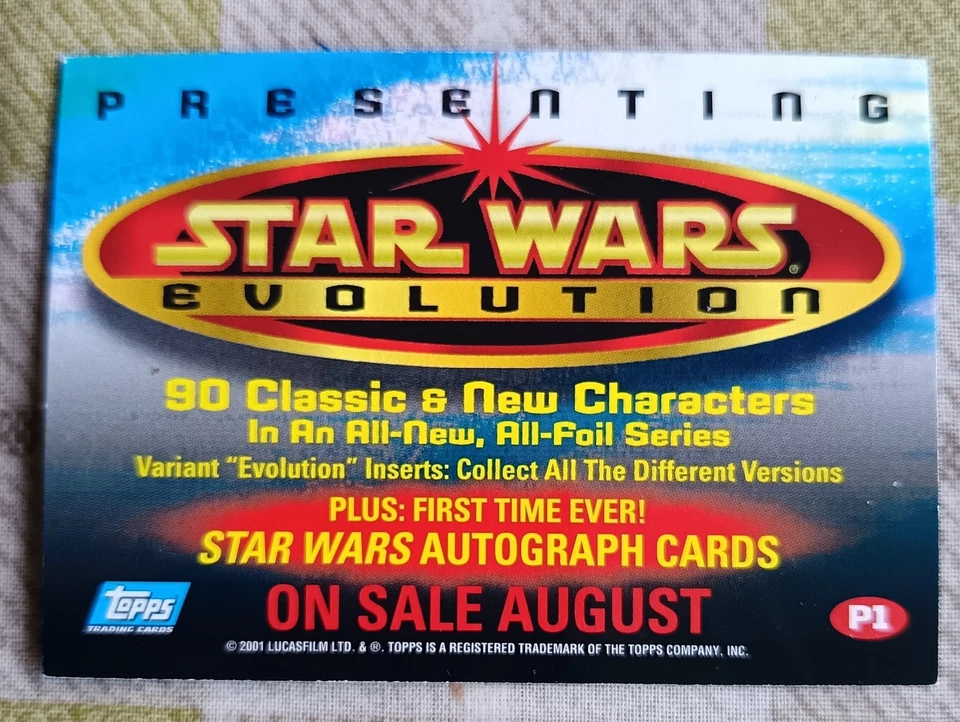 PRESENTING
STAR WARS®
EVOLUTION
90 Classic & New Characters
In An All-New, All-Foil Series
Variant "Evolution" Inserts: Collect All The Different Versions
PLUS: FIRST TIME EVER!
STAR WARS AUTOGRAPH CARDS
ON SALE AUGUST
topps
TRADING CARDS
P1
© 2001 LUCASFILM LTD. & ®. TOPPS IS A REGISTERED TRADEMARK OF THE TOPPS COMPANY, INC.